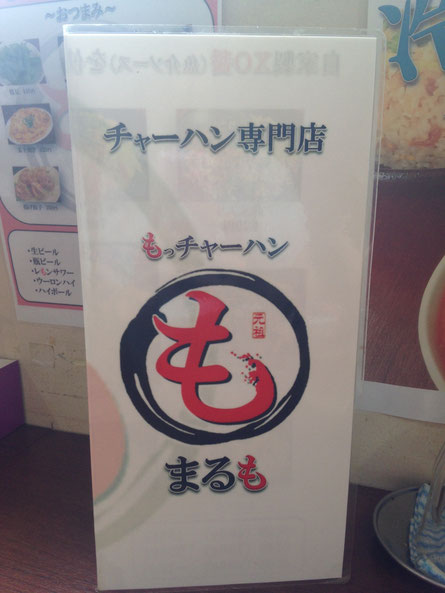 ～おつまみ～
・生ビール
・瓶ビール
・レモンサワー
・ウーロンハイ
・ハイボール
チャーハン専門店
もっチャーハン
も
元祖
まるも